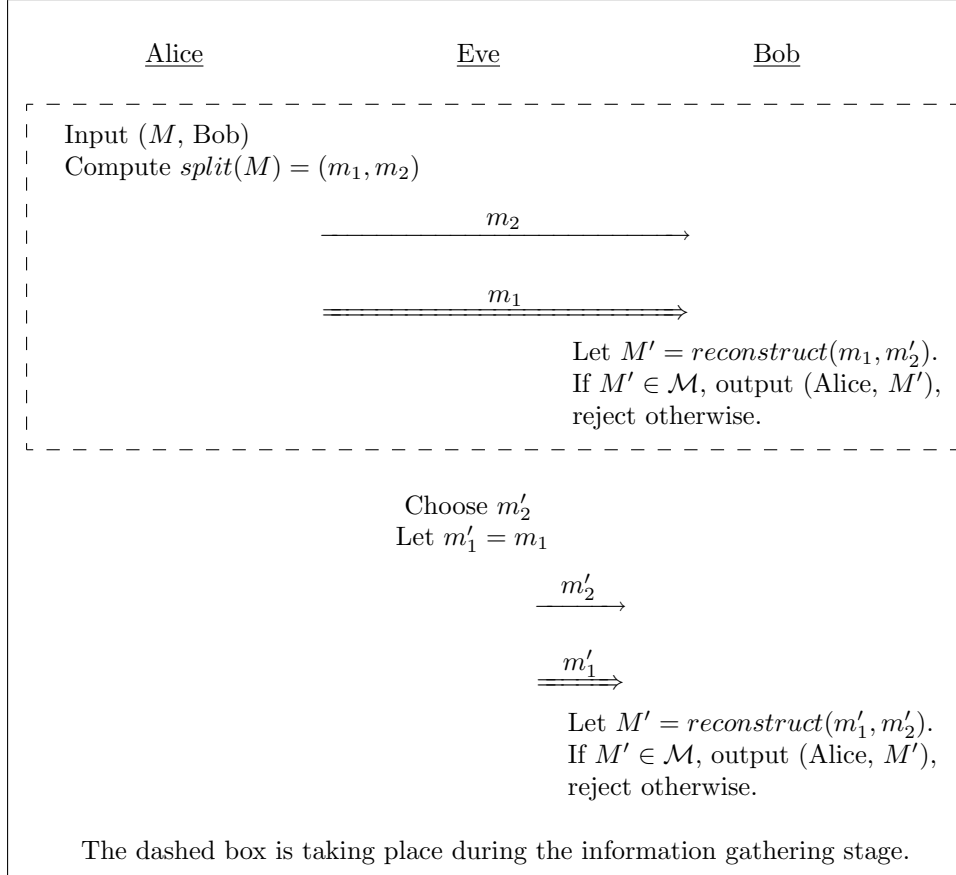 Alice Eve Bob
Input (M, Bob)
Compute split(M) = (m₁, m₂)
m₂
m₁
Let M′ = reconstruct(m₁, m′₂).
If M′ ∈ ℳ, output (Alice, M′),
reject otherwise.
Choose m′₂
Let m′₁ = m₁
m′₂
m′₁
Let M′ = reconstruct(m′₁, m′₂).
If M′ ∈ ℳ, output (Alice, M′),
reject otherwise.
The dashed box is taking place during the information gathering stage.